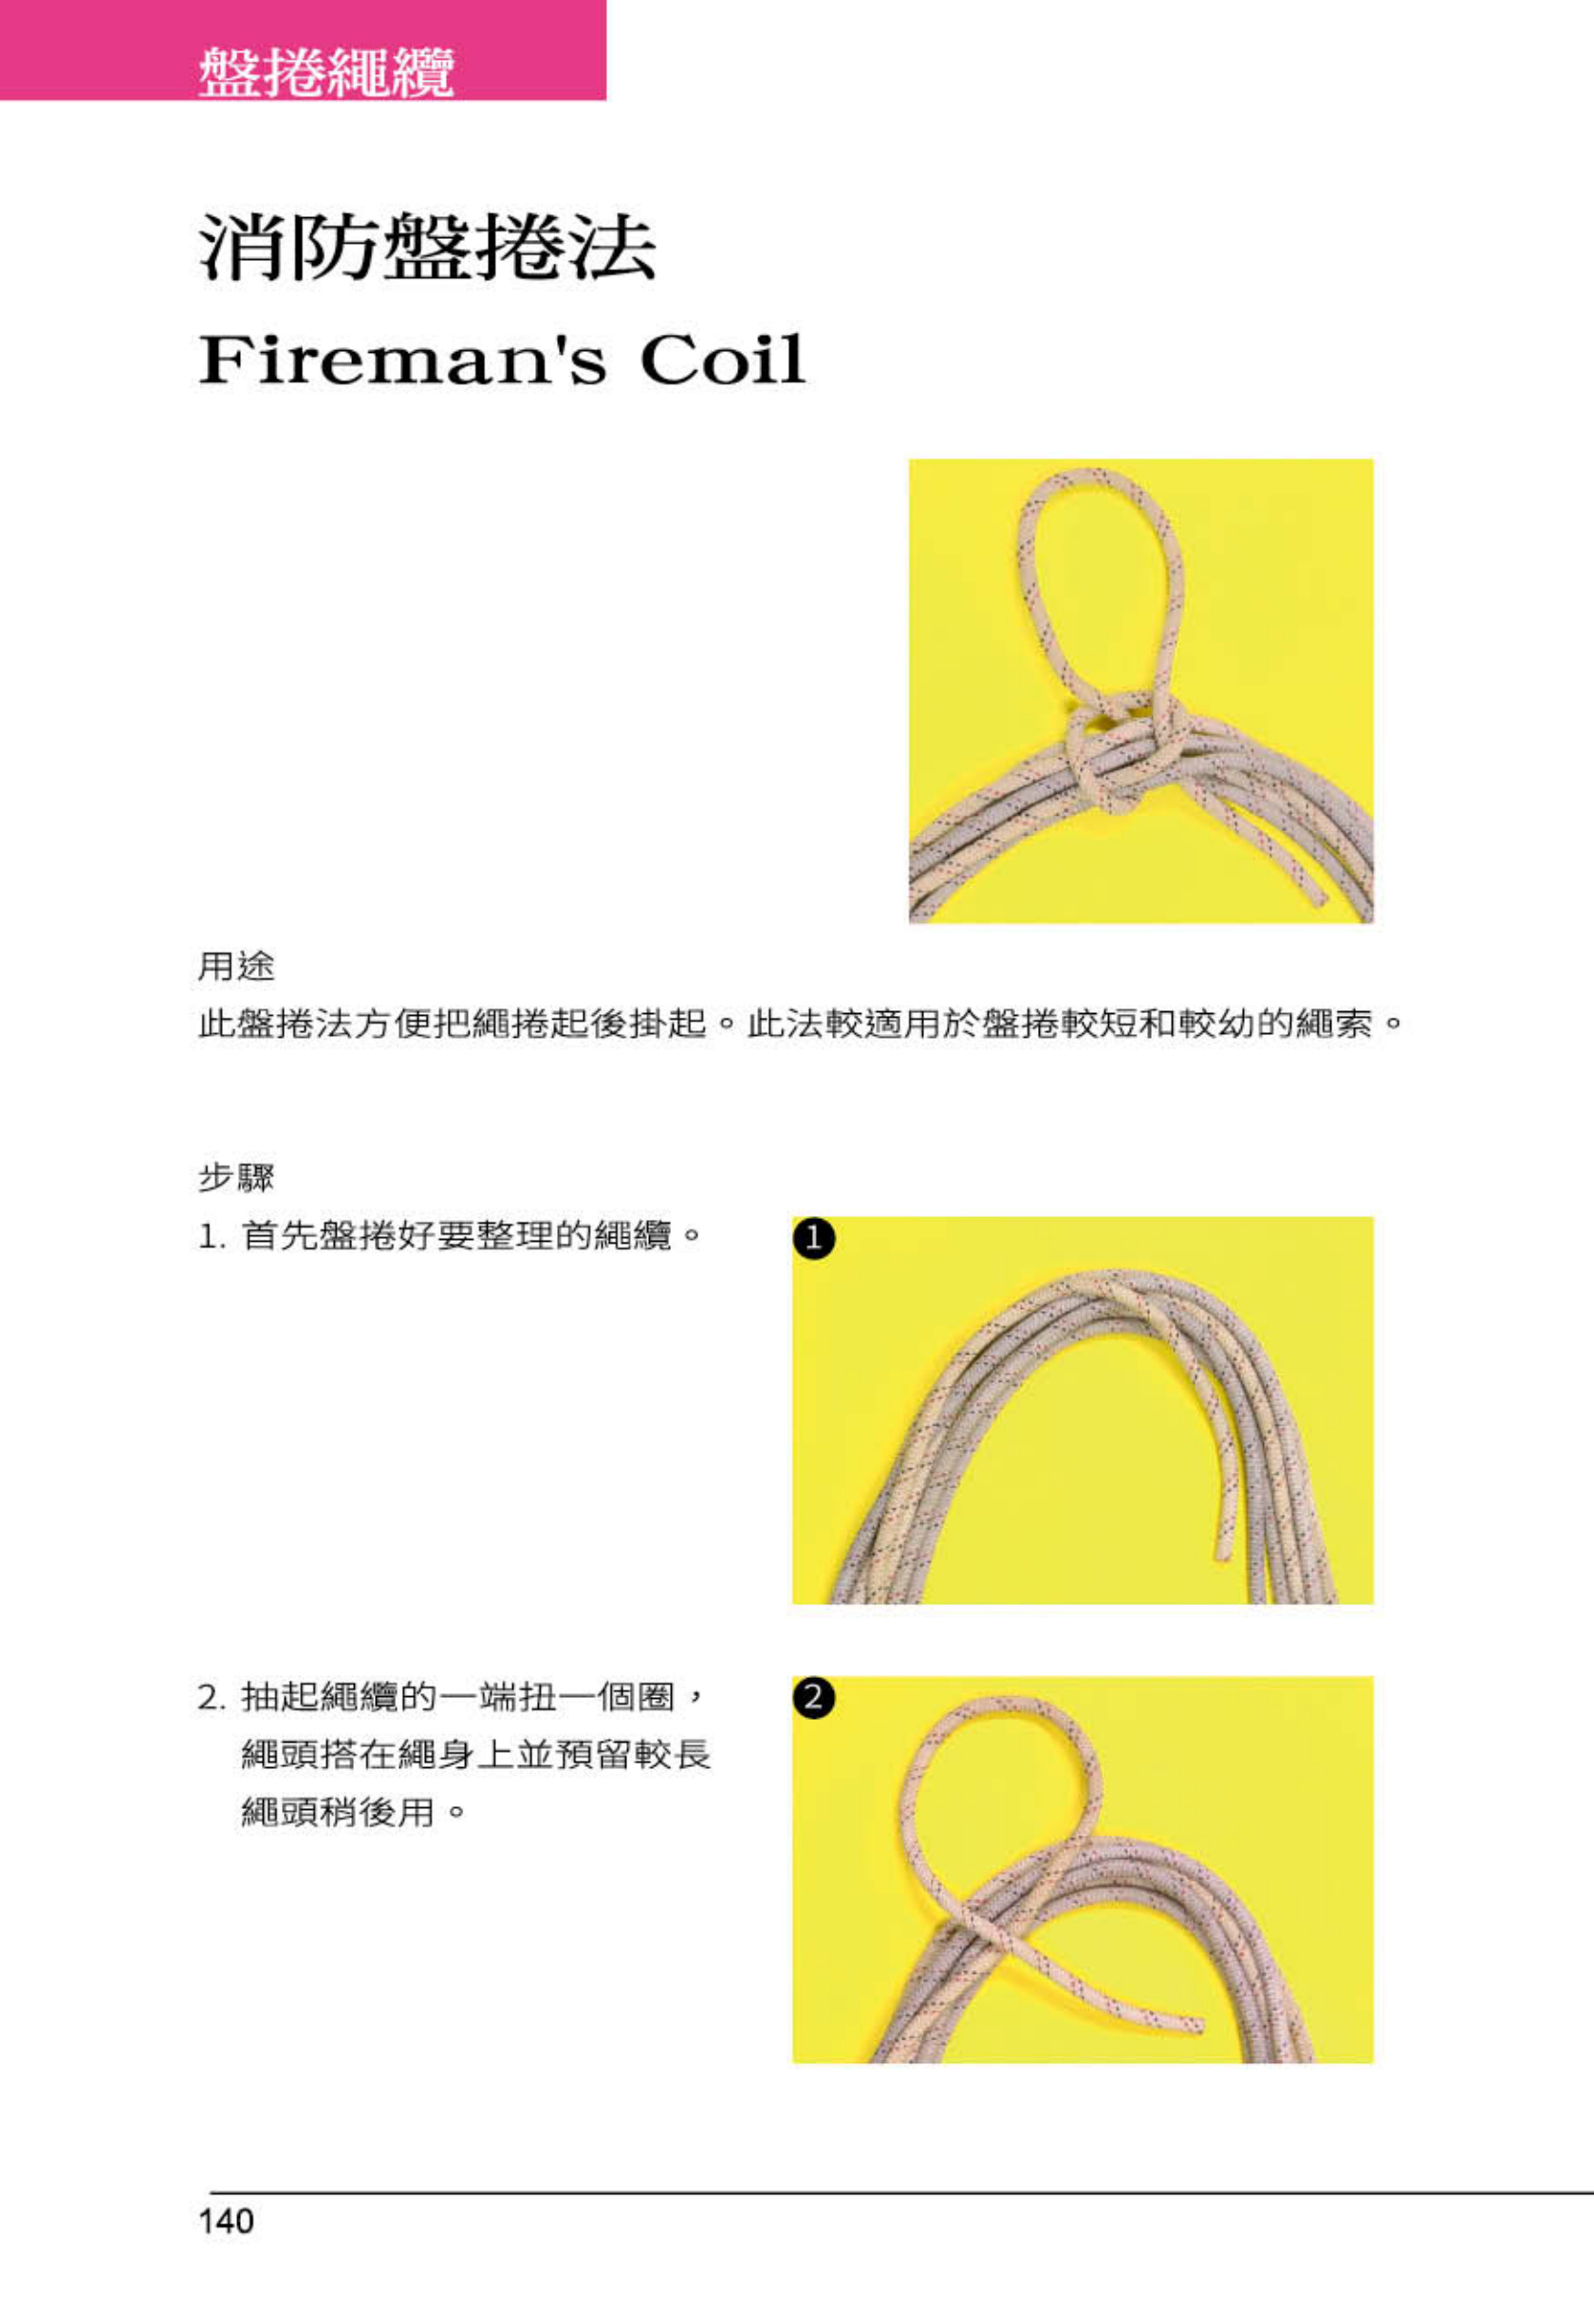 盤捲繩纜
消防盤捲法
Fireman's Coil
用途
此盤捲法方便把繩捲起後掛起。此法較適用於盤捲較短和較幼的繩索。
步驟
1. 首先盤捲好要整理的繩纜。
1
2. 抽起繩纜的一端扭一個圈，
繩頭搭在繩身上並預留較長
繩頭稍後用。
2
140